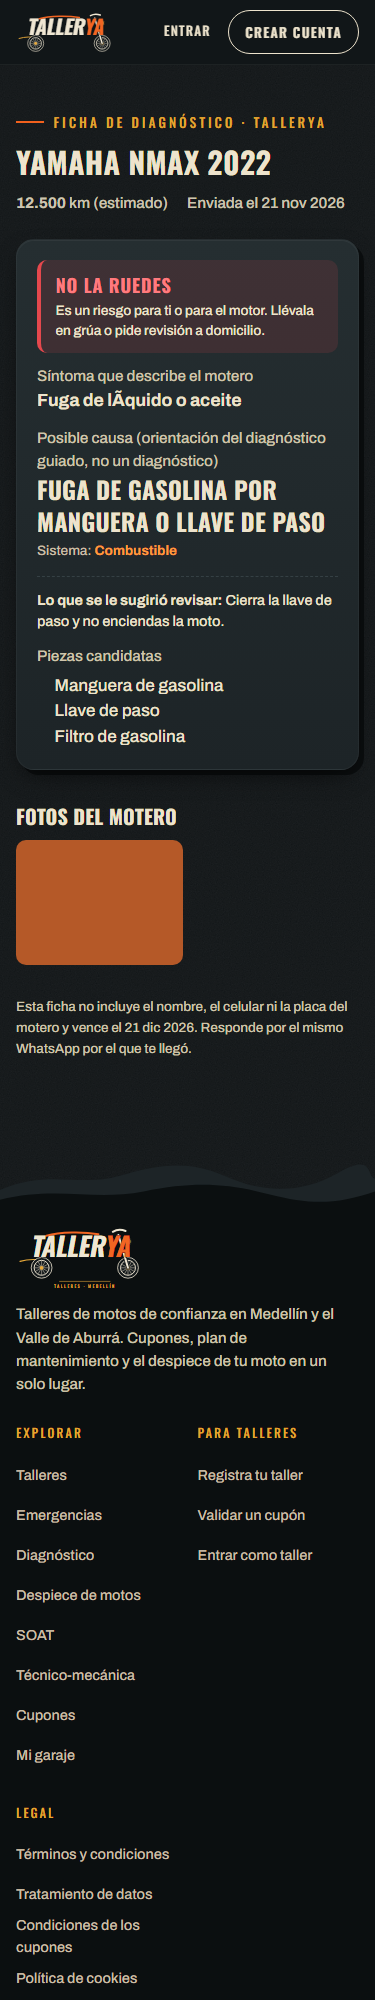 TALLERYA
ENTRAR
CREAR CUENTA
FICHA DE DIAGNÓSTICO · TALLERYA
YAMAHA NMAX 2022
12.500 km (estimado) Enviada el 21 nov 2026
NO LA RUEDES
Es un riesgo para ti o para el motor. Llévala
en grúa o pide revisión a domicilio.
Síntoma que describe el motero
Fuga de lÃquido o aceite
Posible causa (orientación del diagnóstico
guiado, no un diagnóstico)
FUGA DE GASOLINA POR
MANGUERA O LLAVE DE PASO
Sistema: Combustible
Lo que se le sugirió revisar: Cierra la llave de
paso y no enciendas la moto.
Piezas candidatas
Manguera de gasolina
Llave de paso
Filtro de gasolina
FOTOS DEL MOTERO
Esta ficha no incluye el nombre, el celular ni la placa del
motero y vence el 21 dic 2026. Responde por el mismo
WhatsApp por el que te llegó.
TALLERYA
TALLERES · MEDELLÍN
Talleres de motos de confianza en Medellín y el
Valle de Aburrá. Cupones, plan de
mantenimiento y el despiece de tu moto en un
solo lugar.
EXPLORAR
Talleres
Emergencias
Diagnóstico
Despiece de motos
SOAT
Técnico-mecánica
Cupones
Mi garaje
PARA TALLERES
Registra tu taller
Validar un cupón
Entrar como taller
LEGAL
Términos y condiciones
Tratamiento de datos
Condiciones de los
cupones
Política de cookies